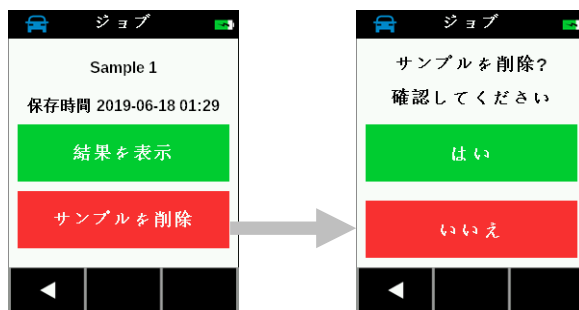 ジョブ
Sample 1
保存時間 2019-06-18 01:29
結果を表示
サンプルを削除
ジョブ
サンプルを削除?
確認してください
はい
いいえ